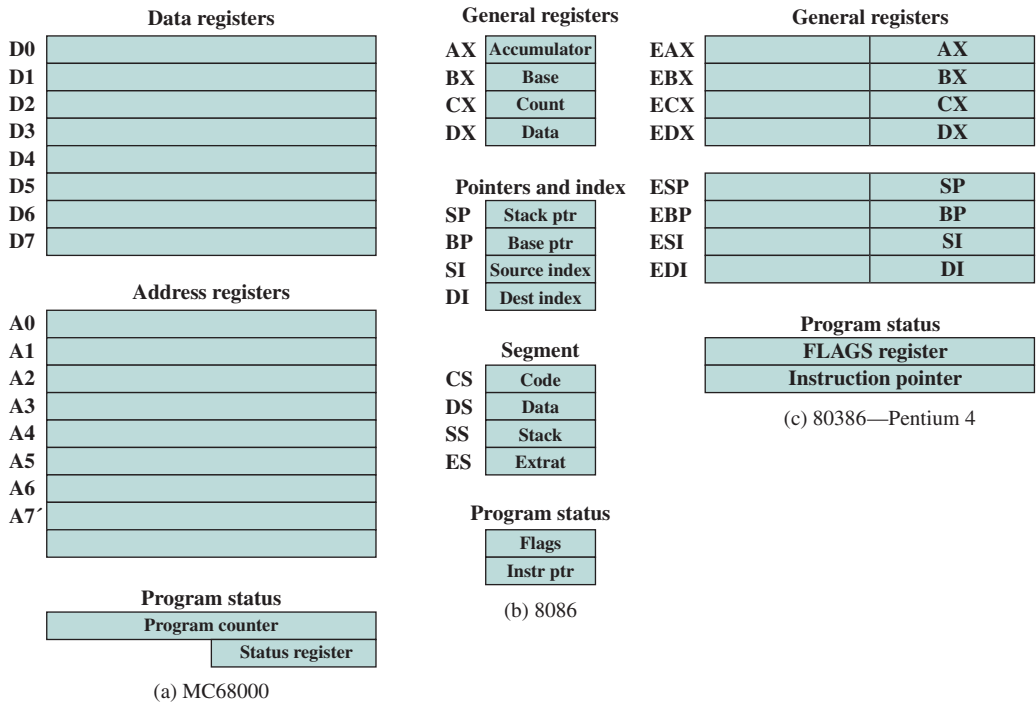 Data registers
D0
D1
D2
D3
D4
D5
D6
D7
Address registers
A0
A1
A2
A3
A4
A5
A6
A7´
Program status
Program counter
Status register
(a) MC68000
General registers
AX Accumulator
BX Base
CX Count
DX Data
Pointers and index
SP Stack ptr
BP Base ptr
SI Source index
DI Dest index
Segment
CS Code
DS Data
SS Stack
ES Extrat
Program status
Flags
Instr ptr
(b) 8086
General registers
EAX AX
EBX BX
ECX CX
EDX DX
ESP SP
EBP BP
ESI SI
EDI DI
Program status
FLAGS register
Instruction pointer
(c) 80386—Pentium 4